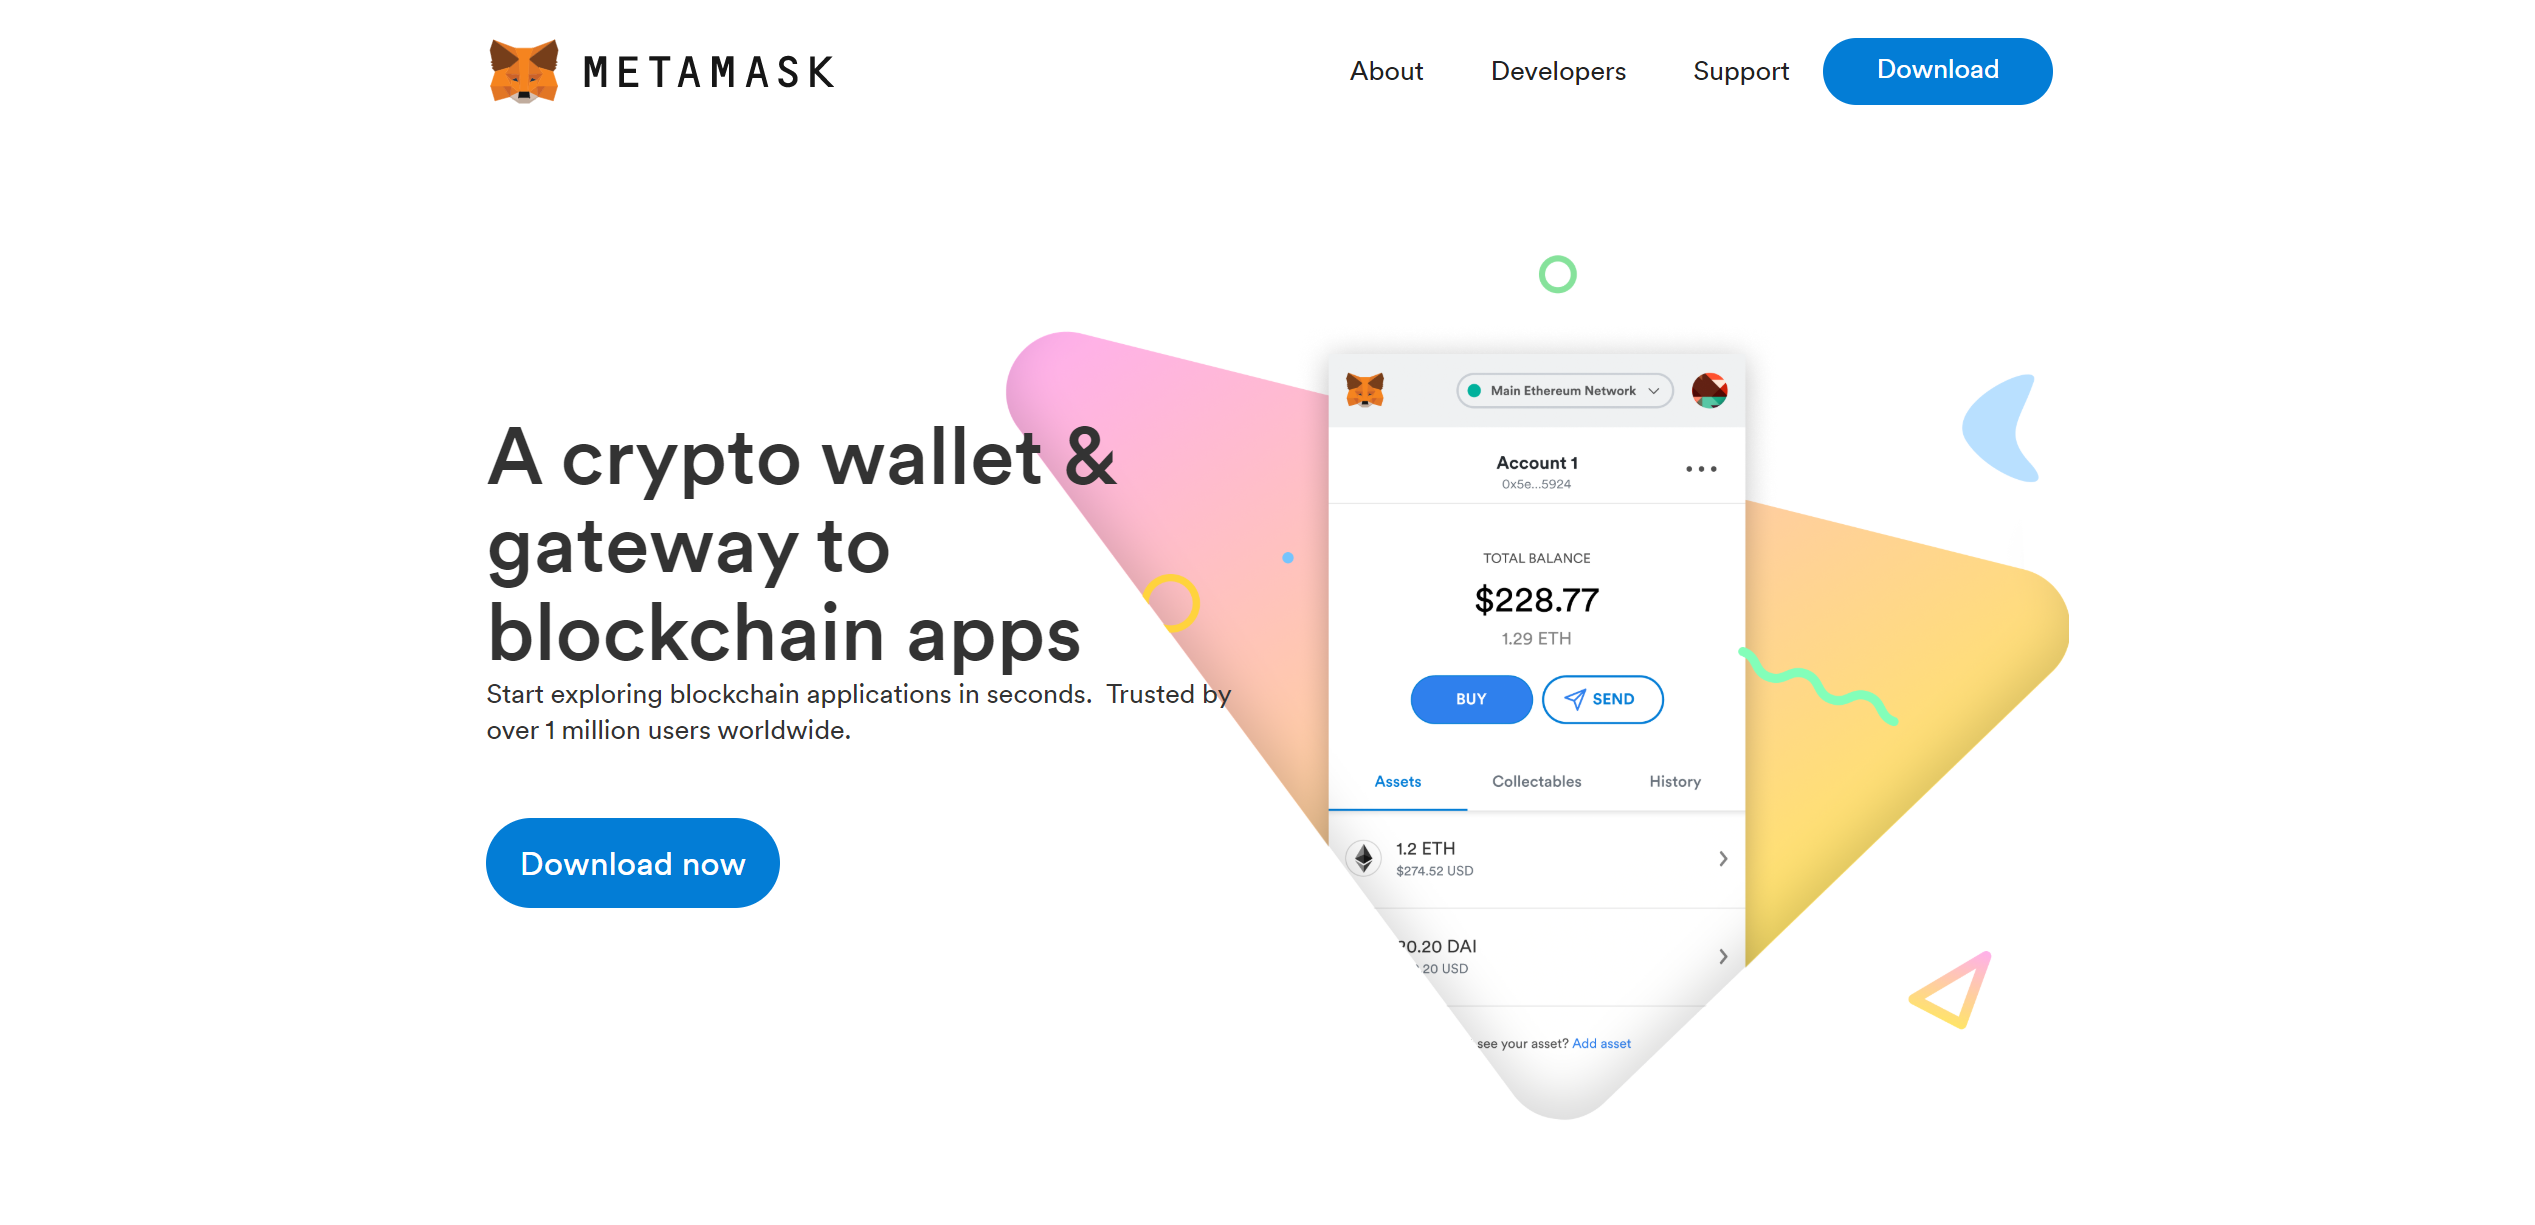 METAMASK
About Developers Support Download
A crypto wallet &
gateway to
blockchain apps
Start exploring blockchain applications in seconds.  Trusted by
over 1 million users worldwide.
Download now
Main Ethereum Network
Account 1
0x5e...5924
TOTAL BALANCE
$228.77
1.29 ETH
BUY SEND
Assets Collectables History
1.2 ETH
$274.52 USD
0.20 DAI
20 USD
see your asset? Add asset